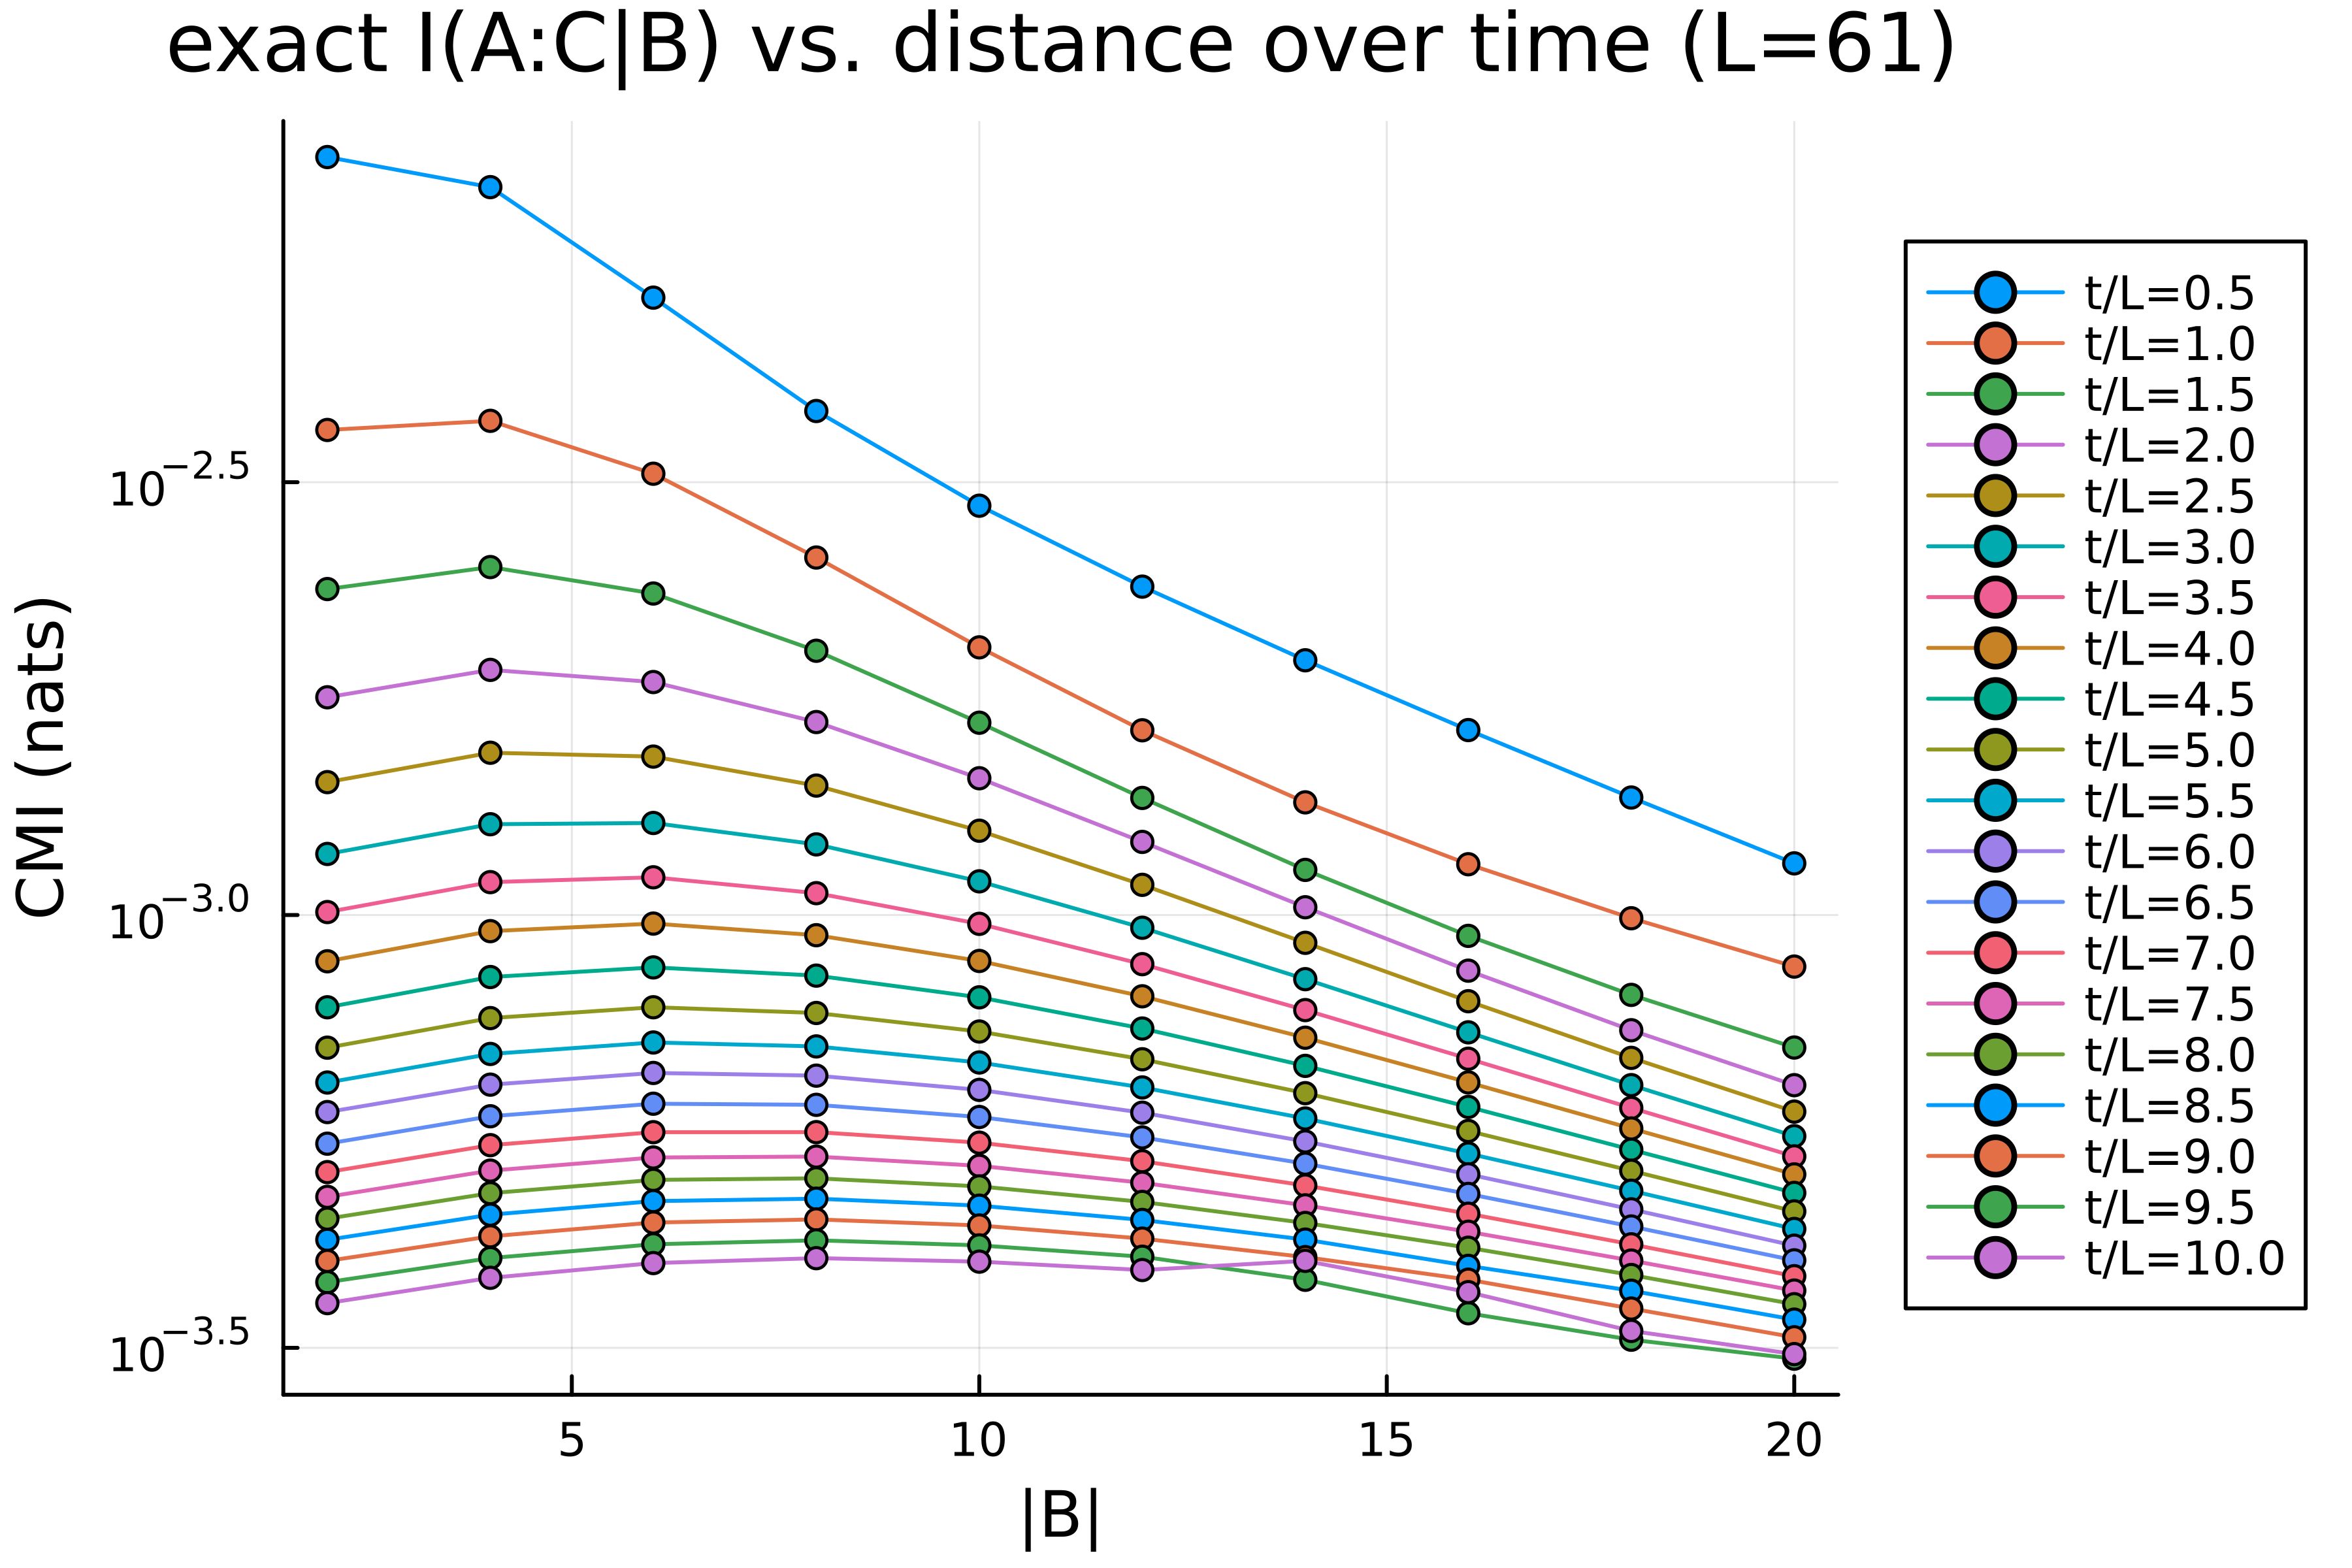 exact I(A:C|B) vs. distance over time (L=61)
CMI (nats)
10^−2.5
10^−3.0
10^−3.5
5 10 15 20
|B|
t/L=0.5
t/L=1.0
t/L=1.5
t/L=2.0
t/L=2.5
t/L=3.0
t/L=3.5
t/L=4.0
t/L=4.5
t/L=5.0
t/L=5.5
t/L=6.0
t/L=6.5
t/L=7.0
t/L=7.5
t/L=8.0
t/L=8.5
t/L=9.0
t/L=9.5
t/L=10.0